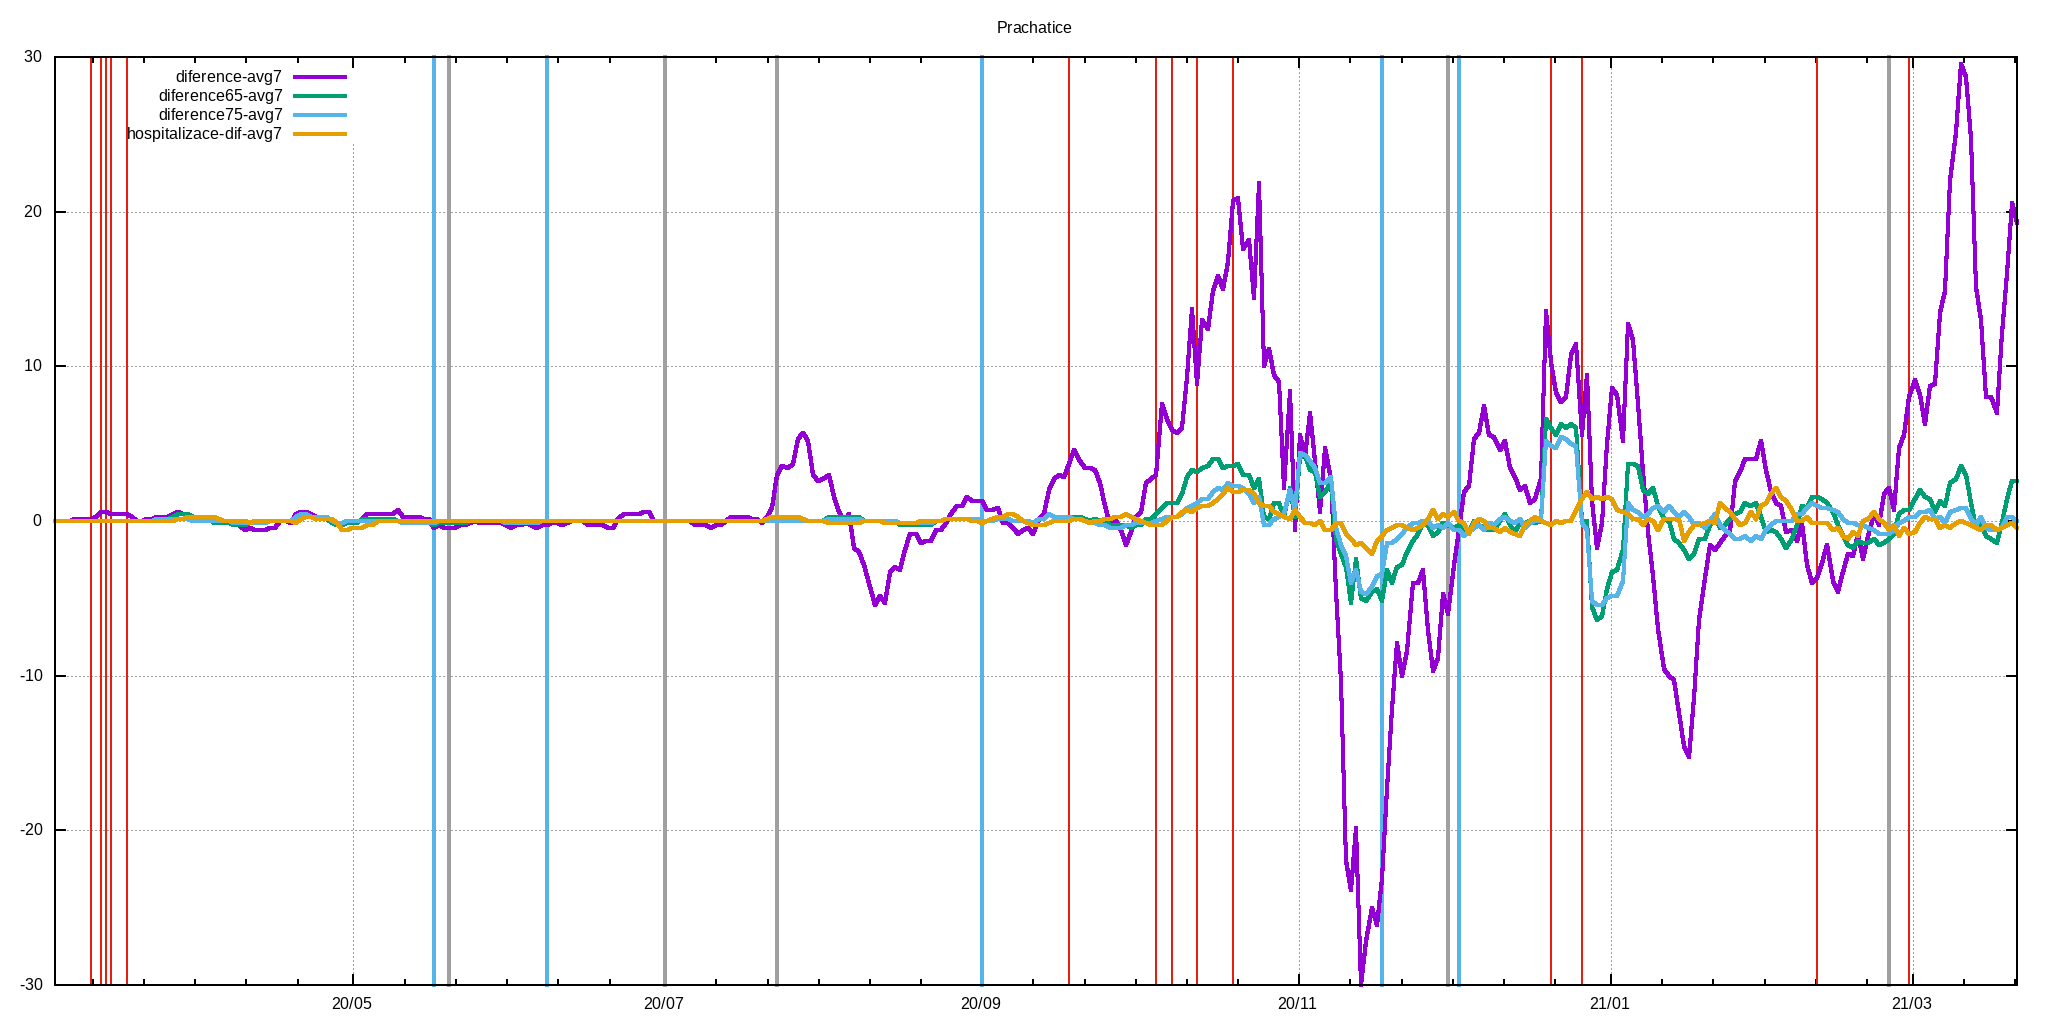 Prachatice
30
diference-avg7
diference65-avg7
diference75-avg7
hospitalizace-dif-avg7
20
10
0
-10
-20
-30
20/05
20/07
20/09
20/11
21/01
21/03